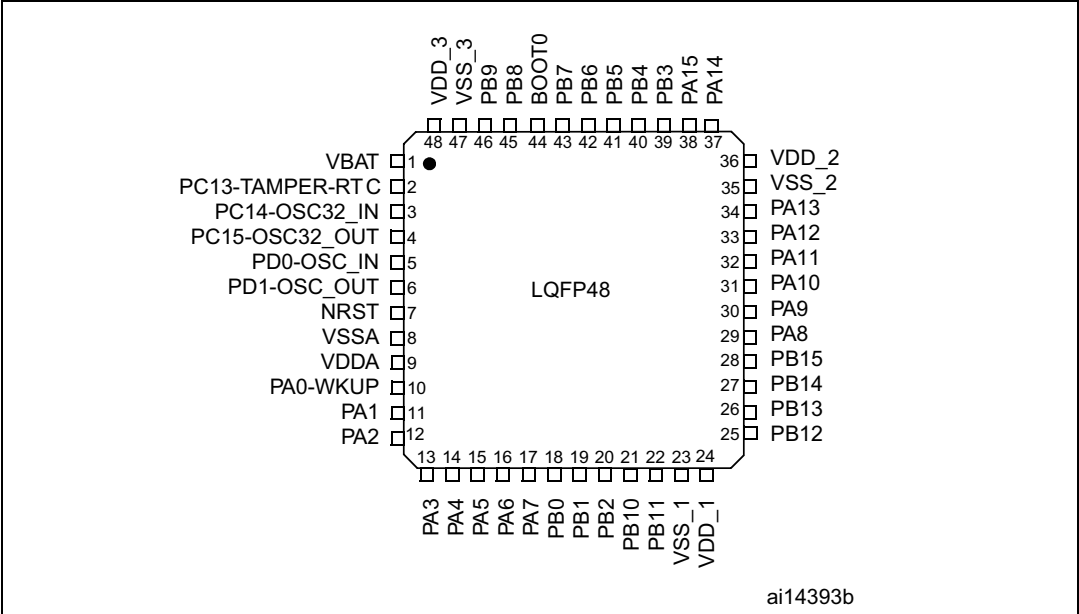 VDD_3
VSS_3
PB9
PB8
BOOT0
PB7
PB6
PB5
PB4
PB3
PA15
PA14
48 47 46 45 44 43 42 41 40 39 38 37
VBAT 1
PC13-TAMPER-RTC 2
PC14-OSC32_IN 3
PC15-OSC32_OUT 4
PD0-OSC_IN 5
PD1-OSC_OUT 6
NRST 7
VSSA 8
VDDA 9
PA0-WKUP 10
PA1 11
PA2 12
LQFP48
36 VDD_2
35 VSS_2
34 PA13
33 PA12
32 PA11
31 PA10
30 PA9
29 PA8
28 PB15
27 PB14
26 PB13
25 PB12
13 14 15 16 17 18 19 20 21 22 23 24
PA3
PA4
PA5
PA6
PA7
PB0
PB1
PB2
PB10
PB11
VSS_1
VDD_1
ai14393b